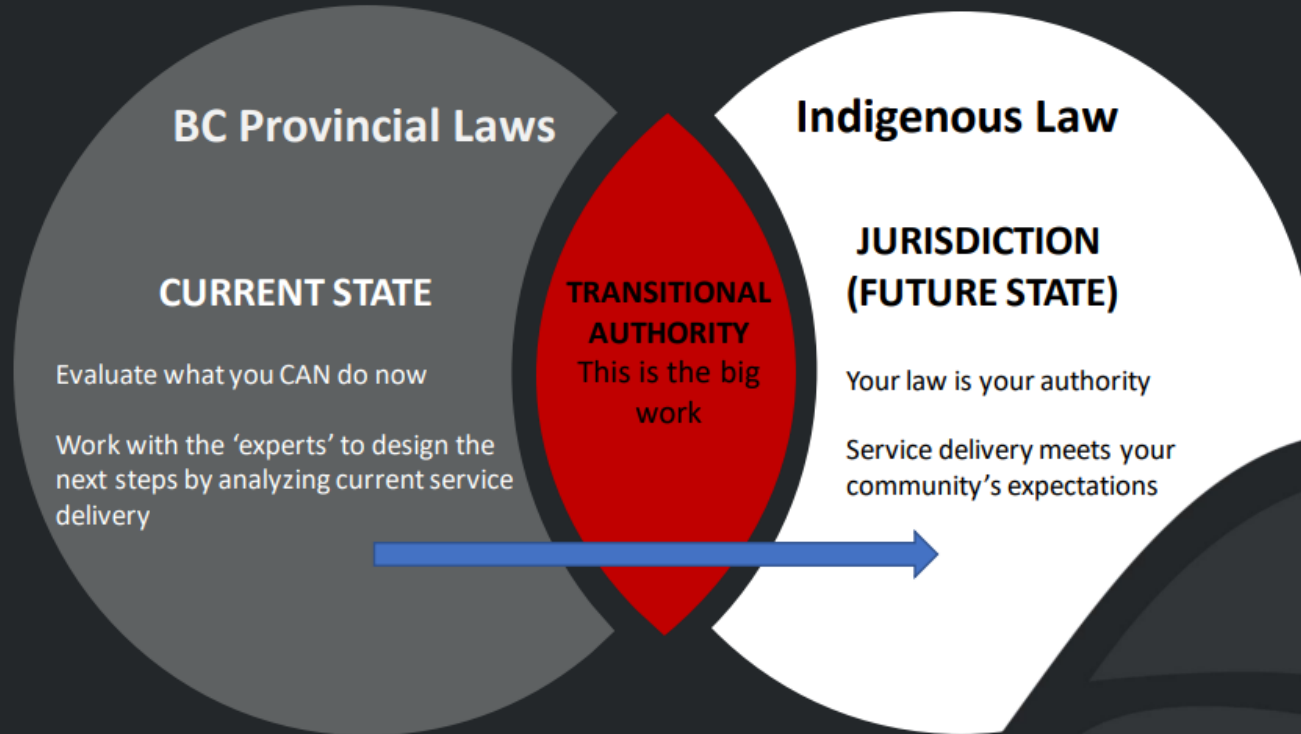 BC Provincial Laws
CURRENT STATE
Evaluate what you CAN do now
Work with the ‘experts’ to design the
next steps by analyzing current service
delivery
TRANSITIONAL
AUTHORITY
This is the big
work
Indigenous Law
JURISDICTION
(FUTURE STATE)
Your law is your authority
Service delivery meets your
community’s expectations